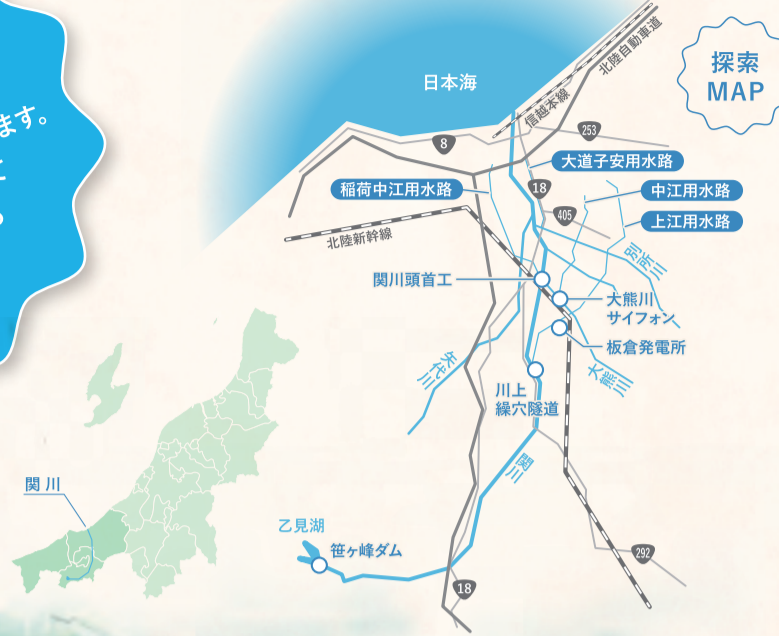 ます。
に
る
探索
MAP
日本海
北陸自動車道
信越本線
8
253
大道子安用水路
稲荷中江用水路
18
中江用水路
405
上江用水路
北陸新幹線
別所川
関川頭首工
大熊川
サイフォン
板倉発電所
矢代川
大熊川
川上
繰穴隧道
関川
関川
乙見湖
笹ヶ峰ダム
292
18